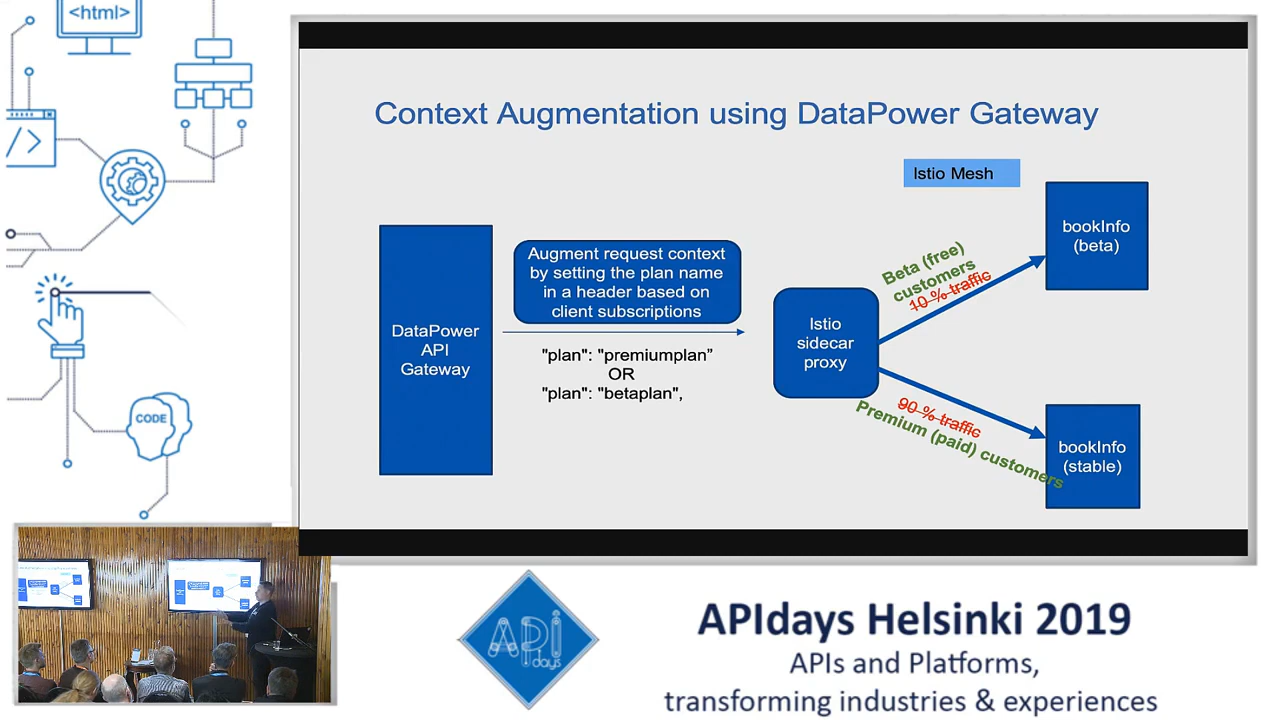 <html>
</>
CODE
Context Augmentation using DataPower Gateway
Istio Mesh
DataPower
API
Gateway
Augment request context
by setting the plan name
in a header based on
client subscriptions
"plan": "premiumplan”
OR
"plan": "betaplan",
Istio
sidecar
proxy
Beta (free)
customers
10 % traffic
90 % traffic
Premium (paid) customers
bookInfo
(beta)
bookInfo
(stable)
API
days
APIdays Helsinki 2019
APIs and Platforms,
transforming industries & experiences